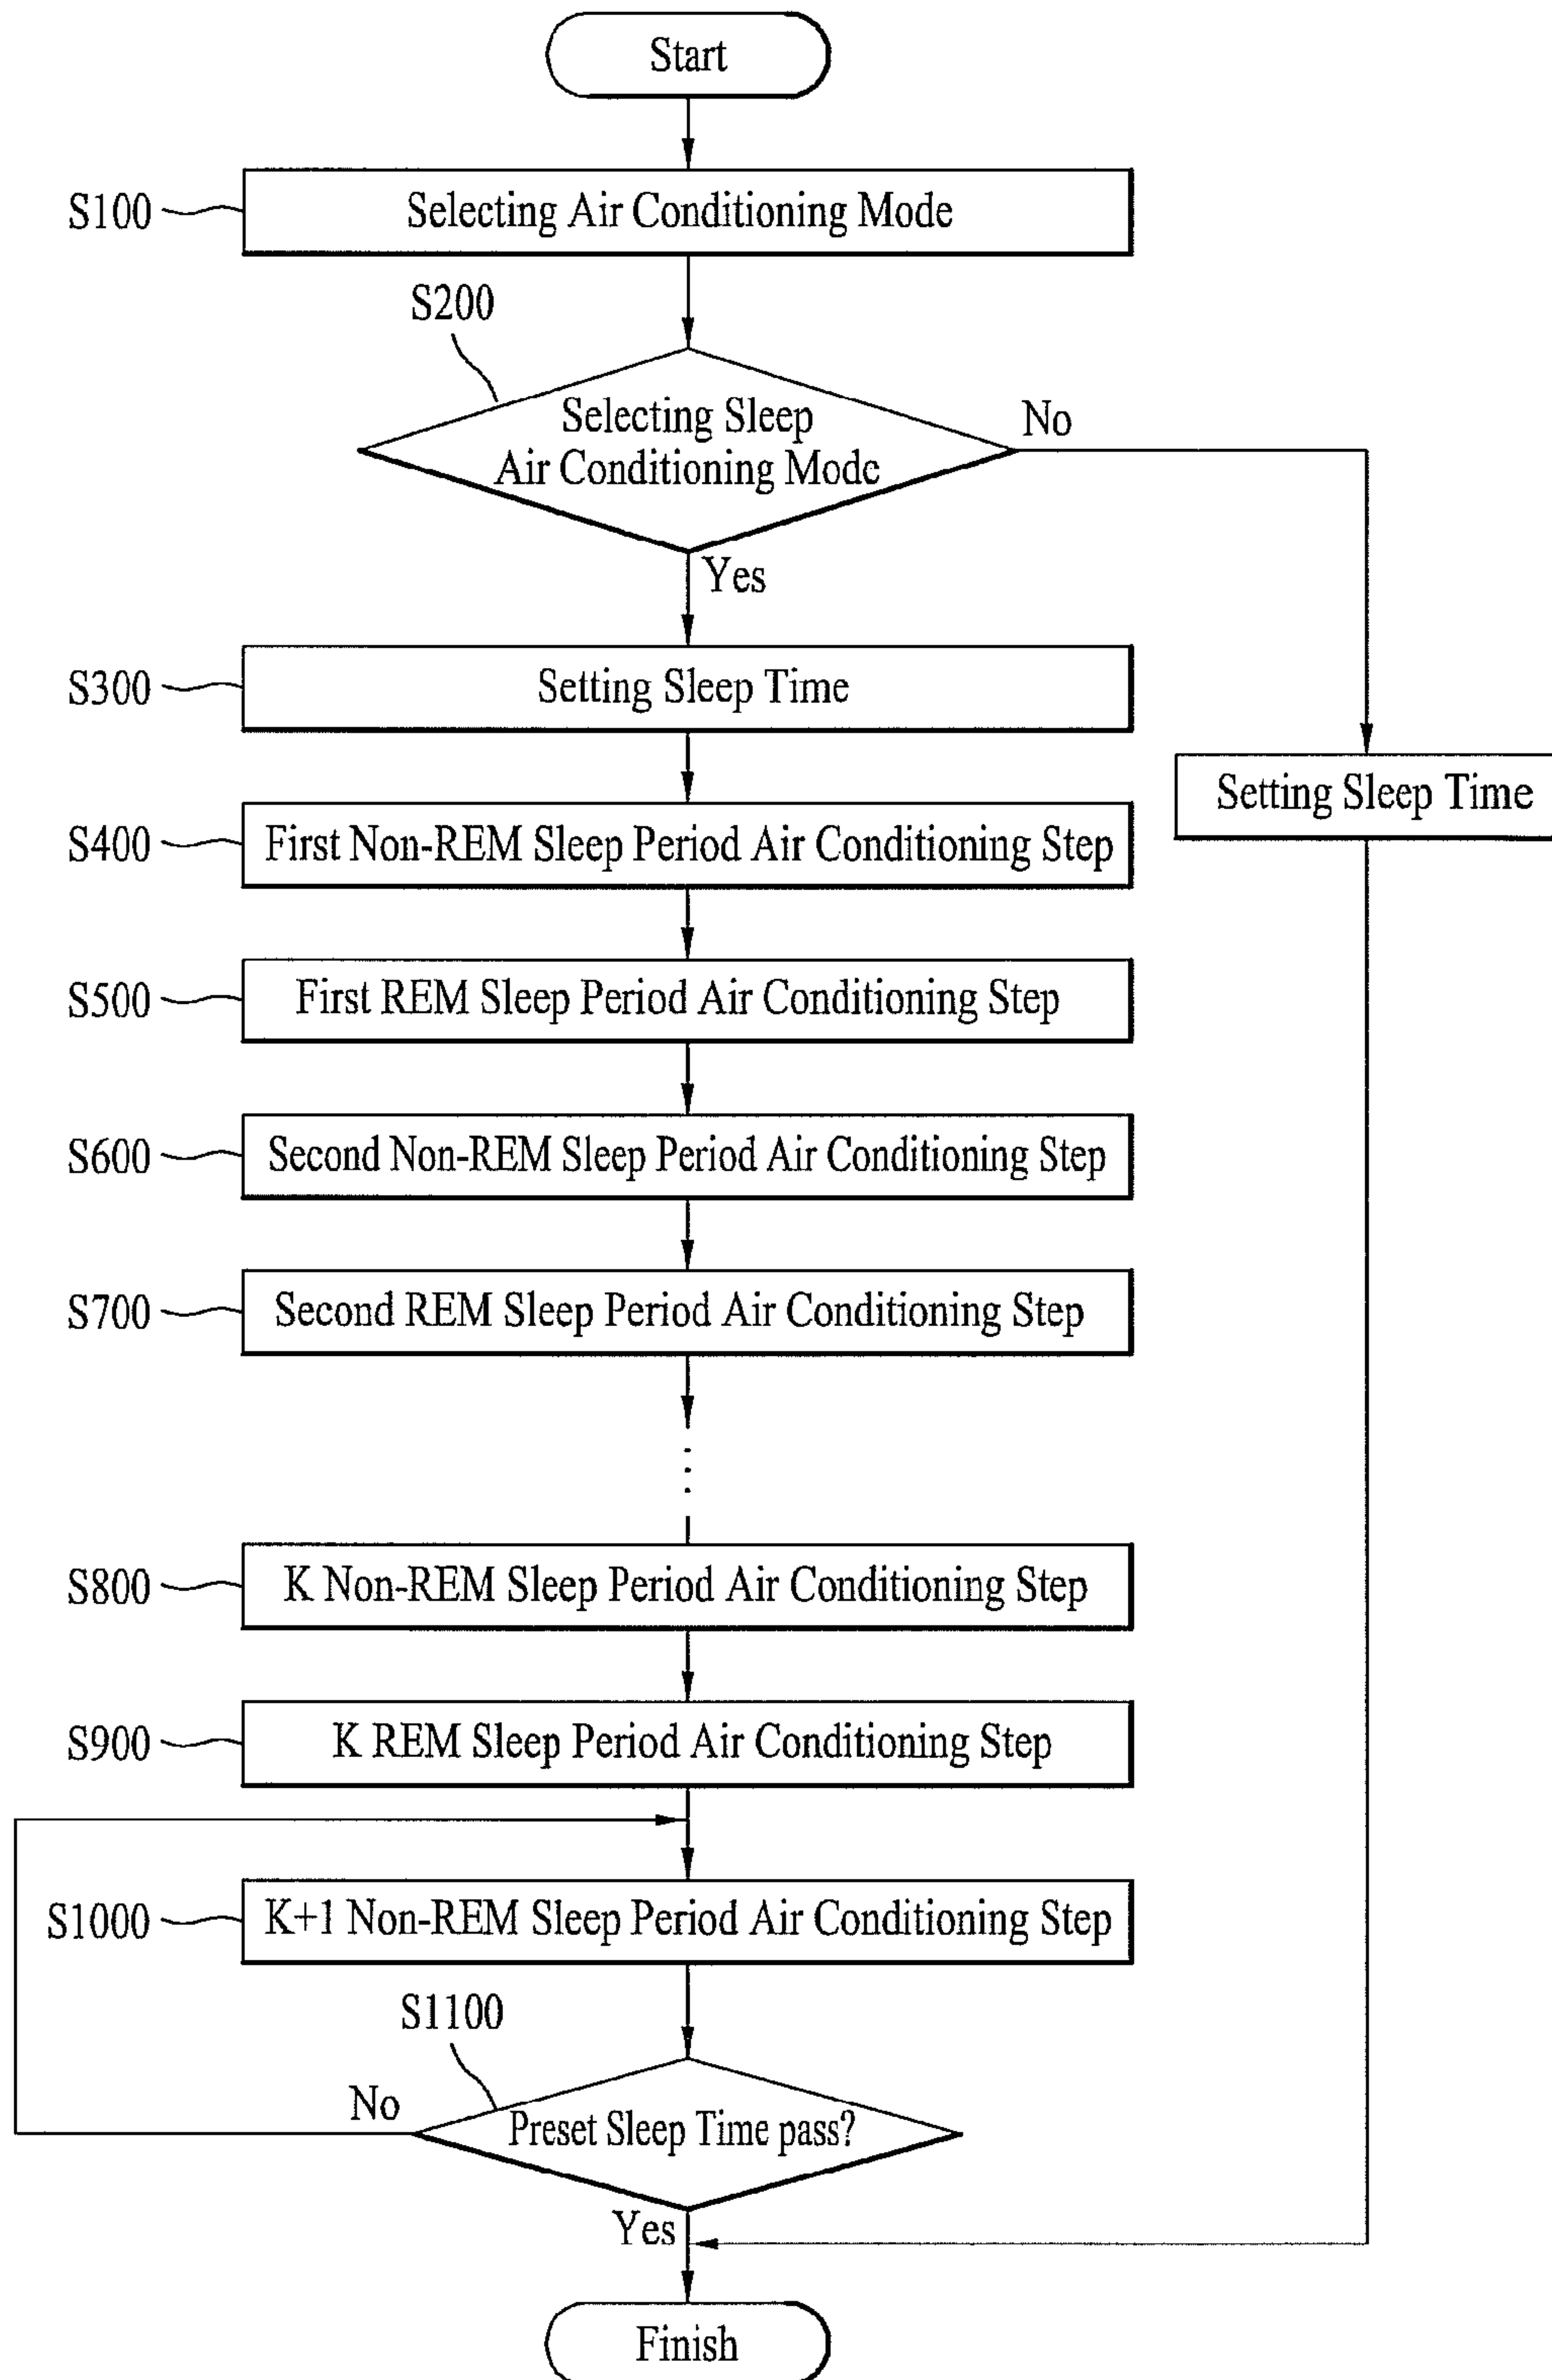 Start
S100
Selecting Air Conditioning Mode
S200
Selecting Sleep
Air Conditioning Mode
No
Yes
S300
Setting Sleep Time
Setting Sleep Time
S400
First Non-REM Sleep Period Air Conditioning Step
S500
First REM Sleep Period Air Conditioning Step
S600
Second Non-REM Sleep Period Air Conditioning Step
S700
Second REM Sleep Period Air Conditioning Step
S800
K Non-REM Sleep Period Air Conditioning Step
S900
K REM Sleep Period Air Conditioning Step
S1000
K+1 Non-REM Sleep Period Air Conditioning Step
S1100
No
Preset Sleep Time pass?
Yes
Finish